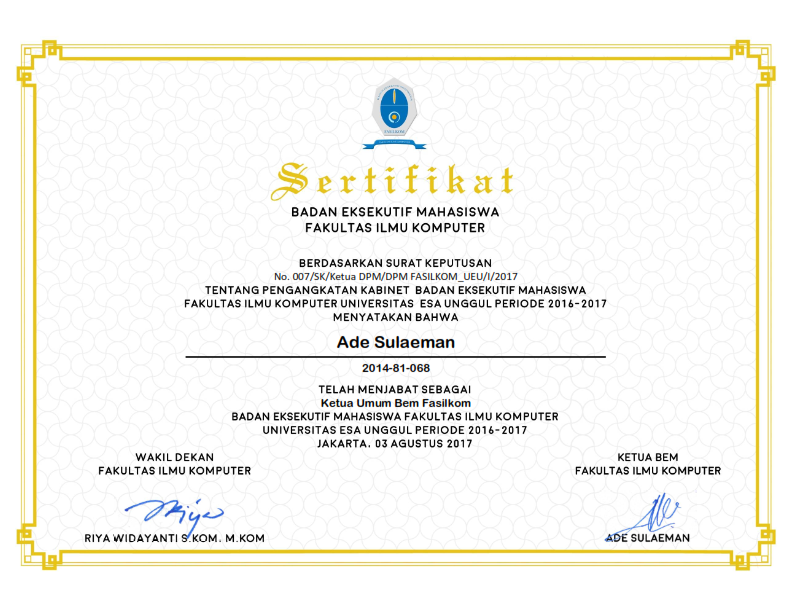 FASILKOM
Sertifikat
BADAN EKSEKUTIF MAHASISWA
FAKULTAS ILMU KOMPUTER
BERDASARKAN SURAT KEPUTUSAN
No. 007/SK/Ketua DPM/DPM FASILKOM_UEU/I/2017
TENTANG PENGANGKATAN KABINET BADAN EKSEKUTIF MAHASISWA
FAKULTAS ILMU KOMPUTER UNIVERSITAS ESA UNGGUL PERIODE 2016-2017
MENYATAKAN BAHWA
Ade Sulaeman
2014-81-068
TELAH MENJABAT SEBAGAI
Ketua Umum Bem Fasilkom
BADAN EKSEKUTIF MAHASISWA FAKULTAS ILMU KOMPUTER
UNIVERSITAS ESA UNGGUL PERIODE 2016-2017
JAKARTA. 03 AGUSTUS 2017
WAKIL DEKAN
FAKULTAS ILMU KOMPUTER
RIYA WIDAYANTI S.KOM. M.KOM
KETUA BEM
FAKULTAS ILMU KOMPUTER
ADE SULAEMAN